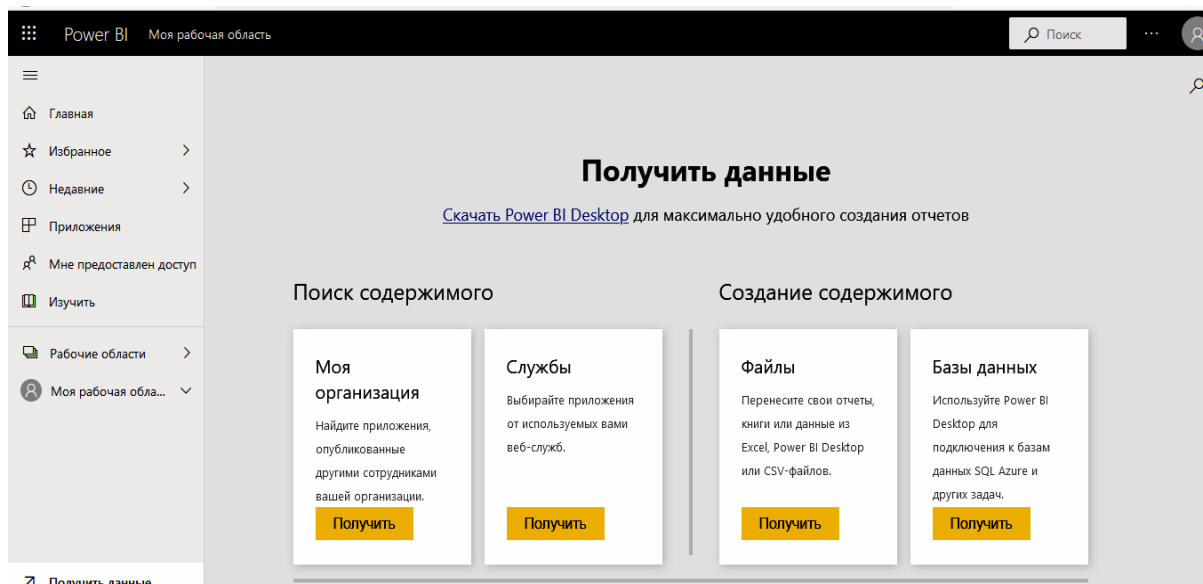 Power BI Моя рабочая область
Поиск
...
Главная
Избранное
Недавние
Приложения
Мне предоставлен доступ
Изучить
Рабочие области
Моя рабочая обла...
Получить данные
Получить данные
Скачать Power BI Desktop для максимально удобного создания отчетов
Поиск содержимого
Моя
организация
Найдите приложения,
опубликованные
другими сотрудниками
вашей организации.
Получить
Службы
Выбирайте приложения
от используемых вами
веб-служб.
Получить
Создание содержимого
Файлы
Перенесите свои отчеты,
книги или данные из
Excel, Power BI Desktop
или CSV-файлов.
Получить
Базы данных
Используйте Power BI
Desktop для
подключения к базам
данных SQL Azure и
других задач.
Получить